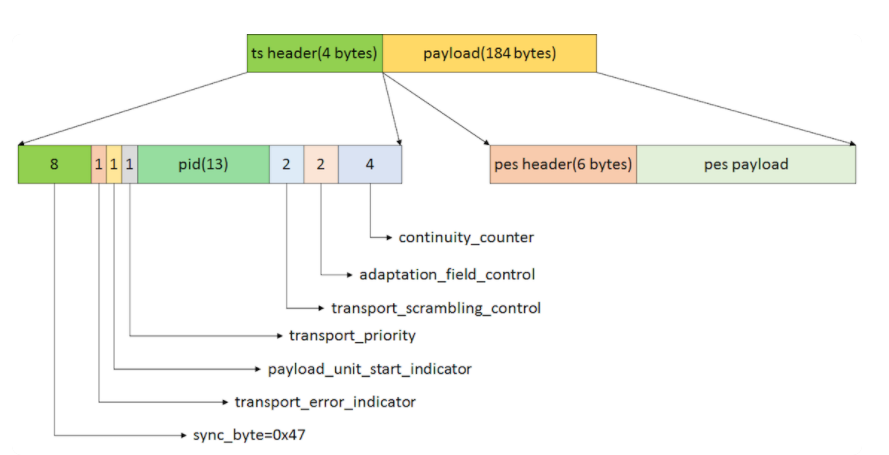 ts header(4 bytes) payload(184 bytes)
8 1 1 1 pid(13) 2 2 4 pes header(6 bytes) pes payload
continuity_counter
adaptation_field_control
transport_scrambling_control
transport_priority
payload_unit_start_indicator
transport_error_indicator
sync_byte=0x47